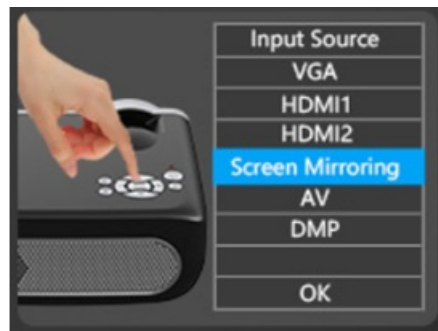 Input Source
VGA
HDMI1
HDMI2
Screen Mirroring
AV
DMP
OK